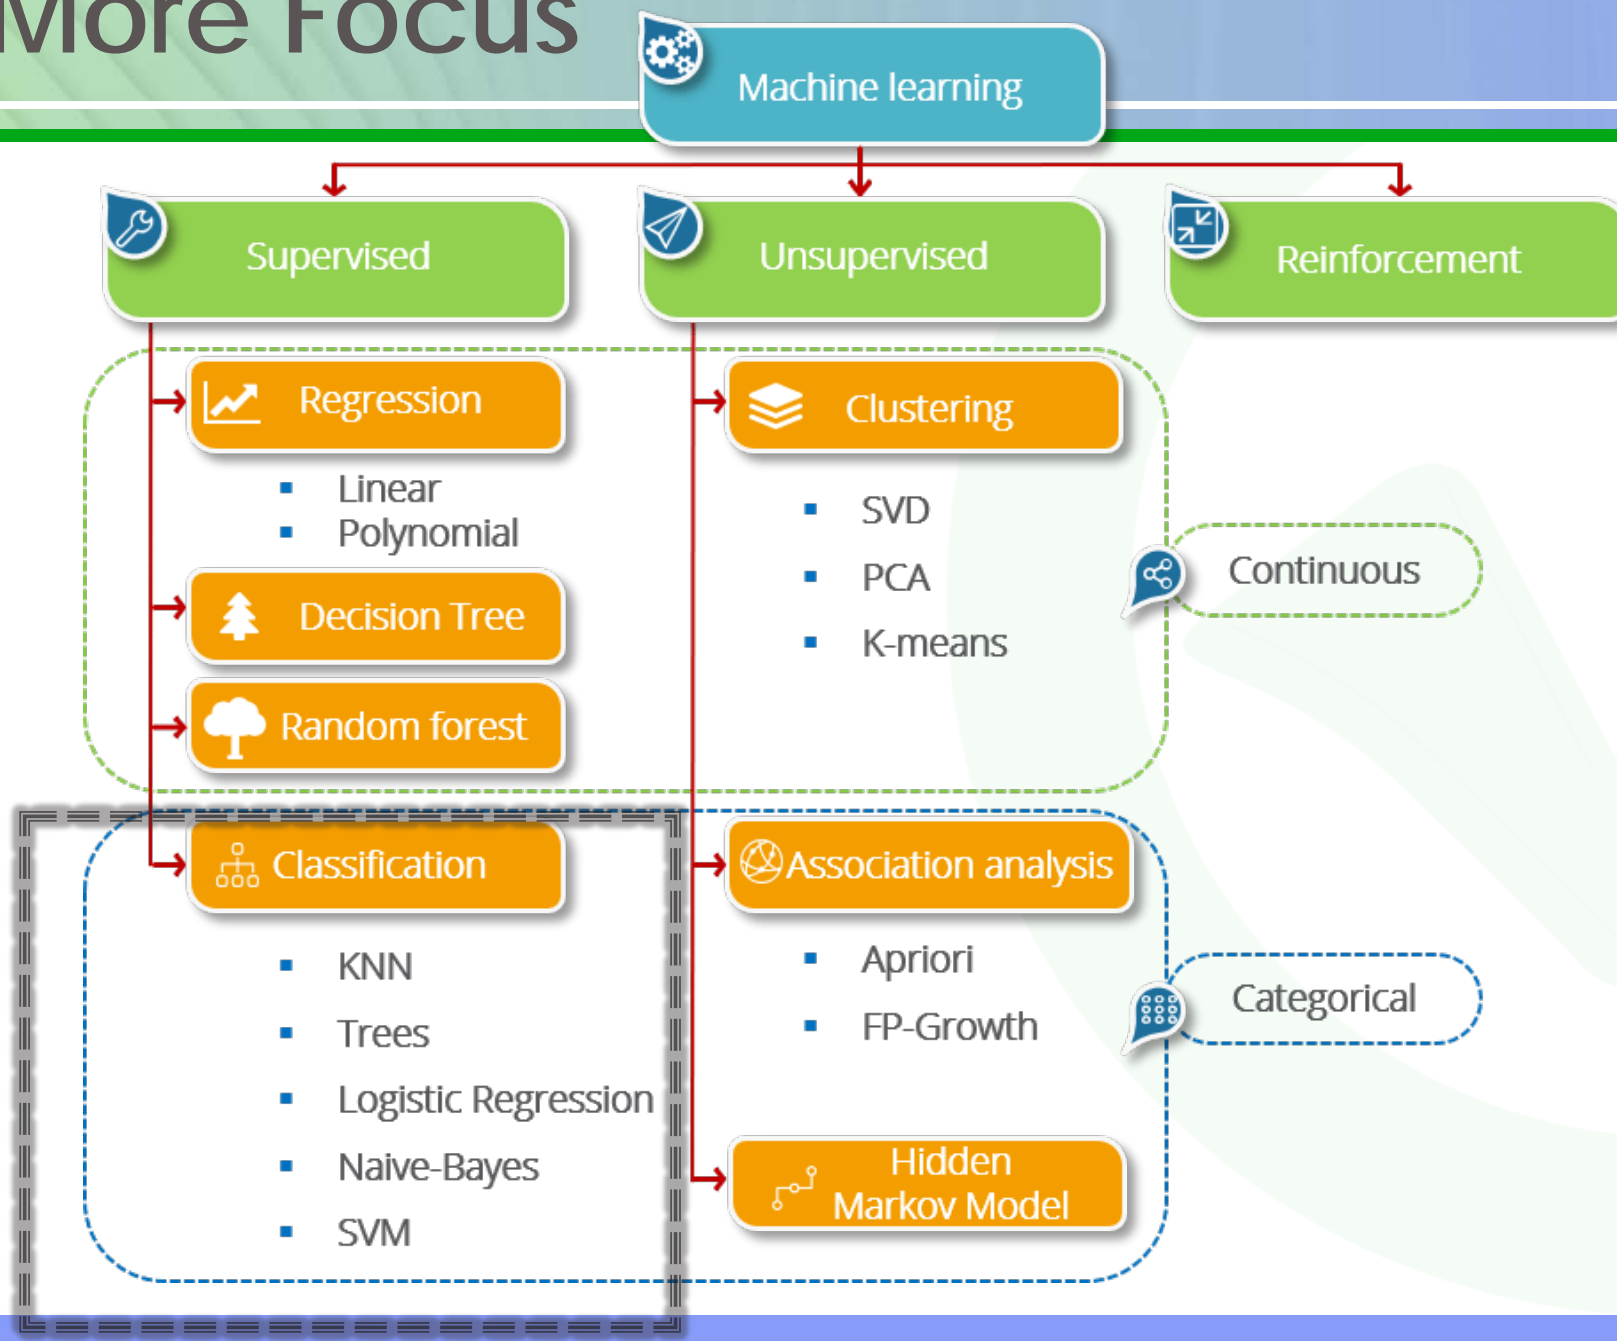 More Focus
Machine learning
Supervised
Unsupervised
Reinforcement
Regression
Linear
Polynomial
Decision Tree
Random forest
Clustering
SVD
PCA
K-means
Continuous
Classification
KNN
Trees
Logistic Regression
Naive-Bayes
SVM
Association analysis
Apriori
FP-Growth
Hidden
Markov Model
Categorical